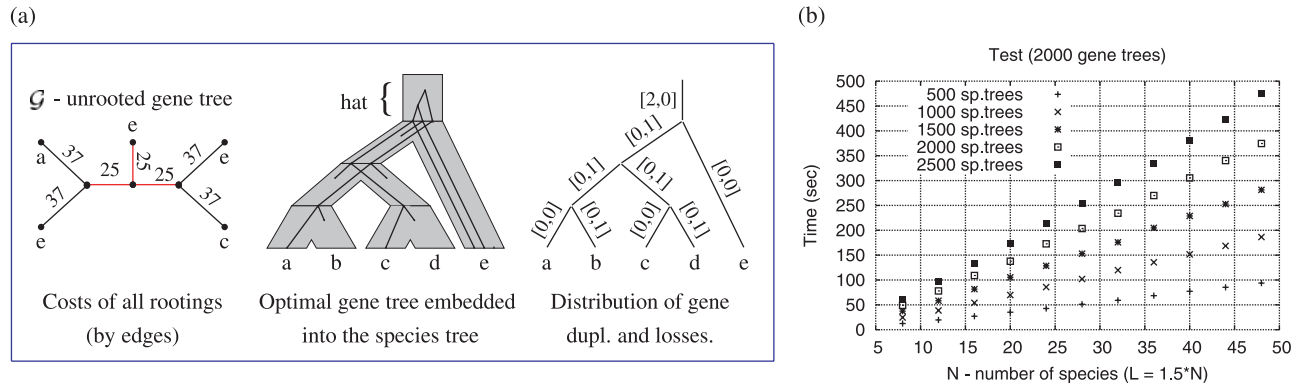 (a)
𝒢 - unrooted gene tree
e
a
e
37
37
25
25
25
37
37
e
c
Costs of all rootings
(by edges)
hat {
a b c d e
Optimal gene tree embedded
into the species tree
[2,0]
[0,1]
[0,1]
[0,1]
[0,0]
[0,0]
[0,1]
[0,0]
[0,1]
a b c d e
Distribution of gene
dupl. and losses.
(b)
Test (2000 gene trees)
500
450
400
350
300
250
200
150
100
50
0
Time (sec)
500 sp.trees
1000 sp.trees
1500 sp.trees
2000 sp.trees
2500 sp.trees
5 10 15 20 25 30 35 40 45 50
N - number of species (L = 1.5*N)